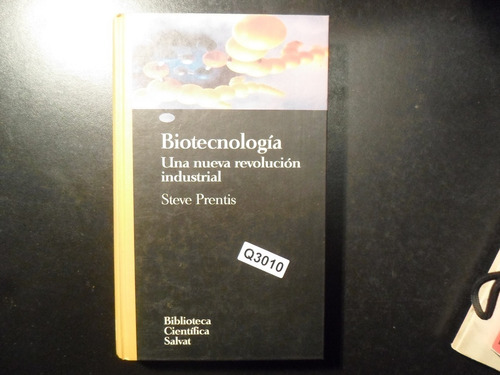 Biotecnología
Una nueva revolución
industrial
Steve Prentis
Q3010
Biblioteca
Científica
Salvat